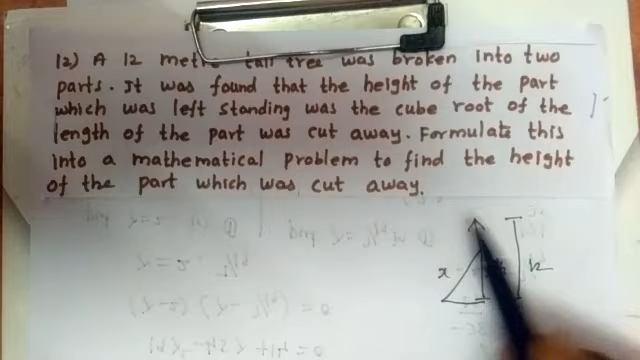 12) A 12 metre tall tree was broken into two
parts. It was found that the height of the part
which was left standing was the cube root of the
length of the part was cut away. Formulate this
into a mathematical problem to find the height
of the part which was cut away.
x 12